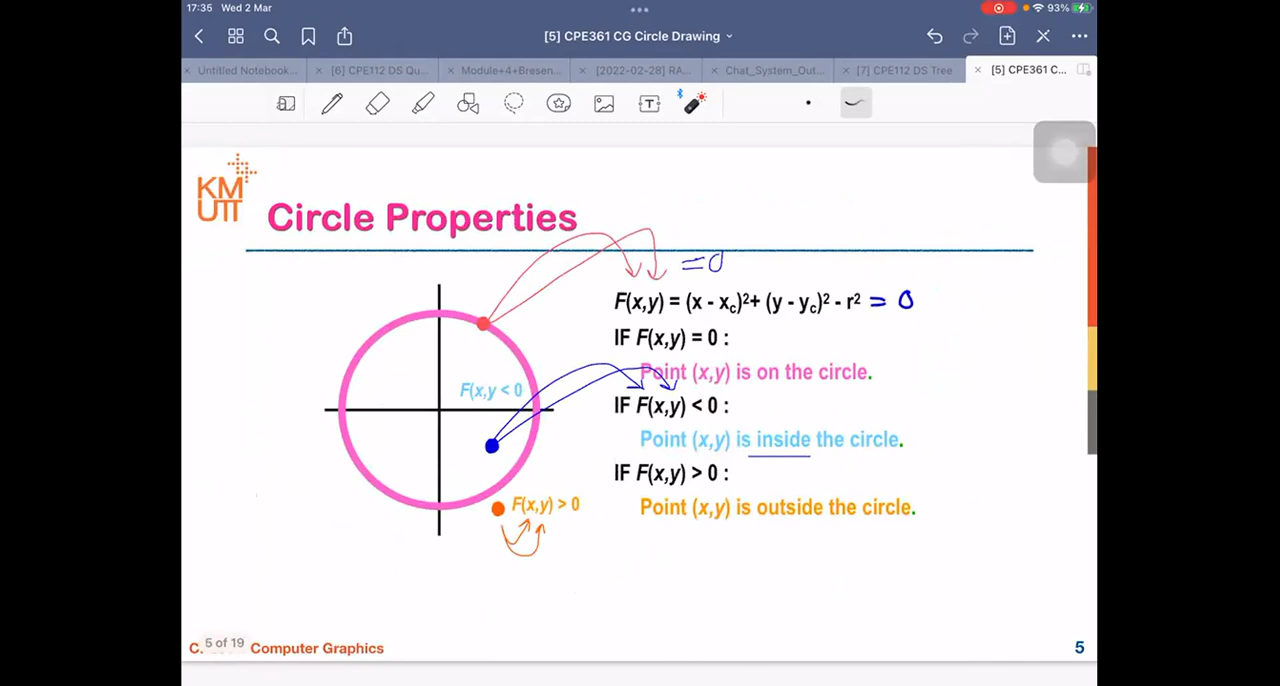 17:35 Wed 2 Mar
93%
[5] CPE361 CG Circle Drawing
Untitled Notebook...
[6] CPE112 DS Qu...
Module+4+Bresen...
[2022-02-28] RA...
Chat_System_Out...
[7] CPE112 DS Tree
[5] CPE361 C...
KM
UTT
Circle Properties
=0
F(x,y) = (x - xc)²+ (y - yc)² - r² = 0
IF F(x,y) = 0 :
Point (x,y) is on the circle.
F(x,y < 0
IF F(x,y) < 0 :
Point (x,y) is inside the circle.
IF F(x,y) > 0 :
F(x,y) > 0
Point (x,y) is outside the circle.
5 of 19
Computer Graphics
5